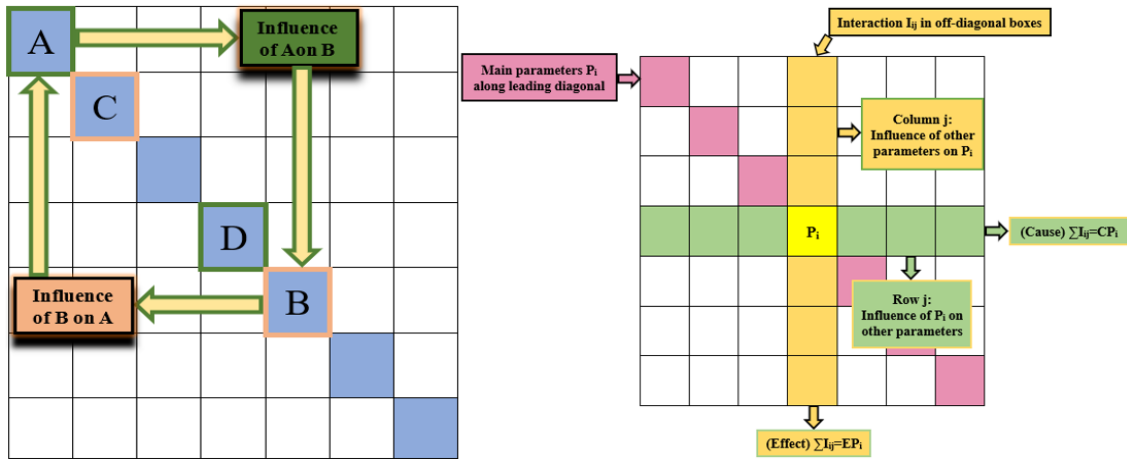 A
Influence
of Aon B
C
D
Influence
of B on A
B
Interaction Iij in off-diagonal boxes
Main parameters Pi
along leading diagonal
Column j:
Influence of other
parameters on Pi
Pi
(Cause) ∑Iij=CPi
Row j:
Influence of Pi on
other parameters
(Effect) ∑Iij=EPi